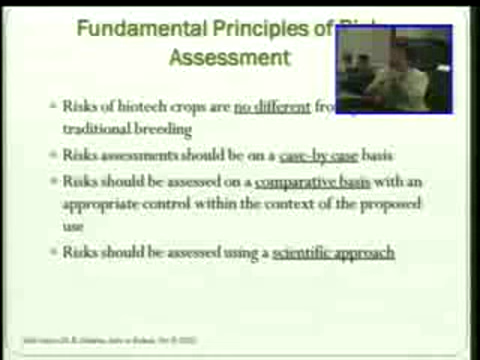 Fundamental Principles of
Assessment
Risks of biotech crops are no different
traditional breeding
Risks assessments should be on a case-by case basis
Risks should be assessed on a comparative basis with an
appropriate control within the context of the proposed
use
Risks should be assessed using a scientific approach